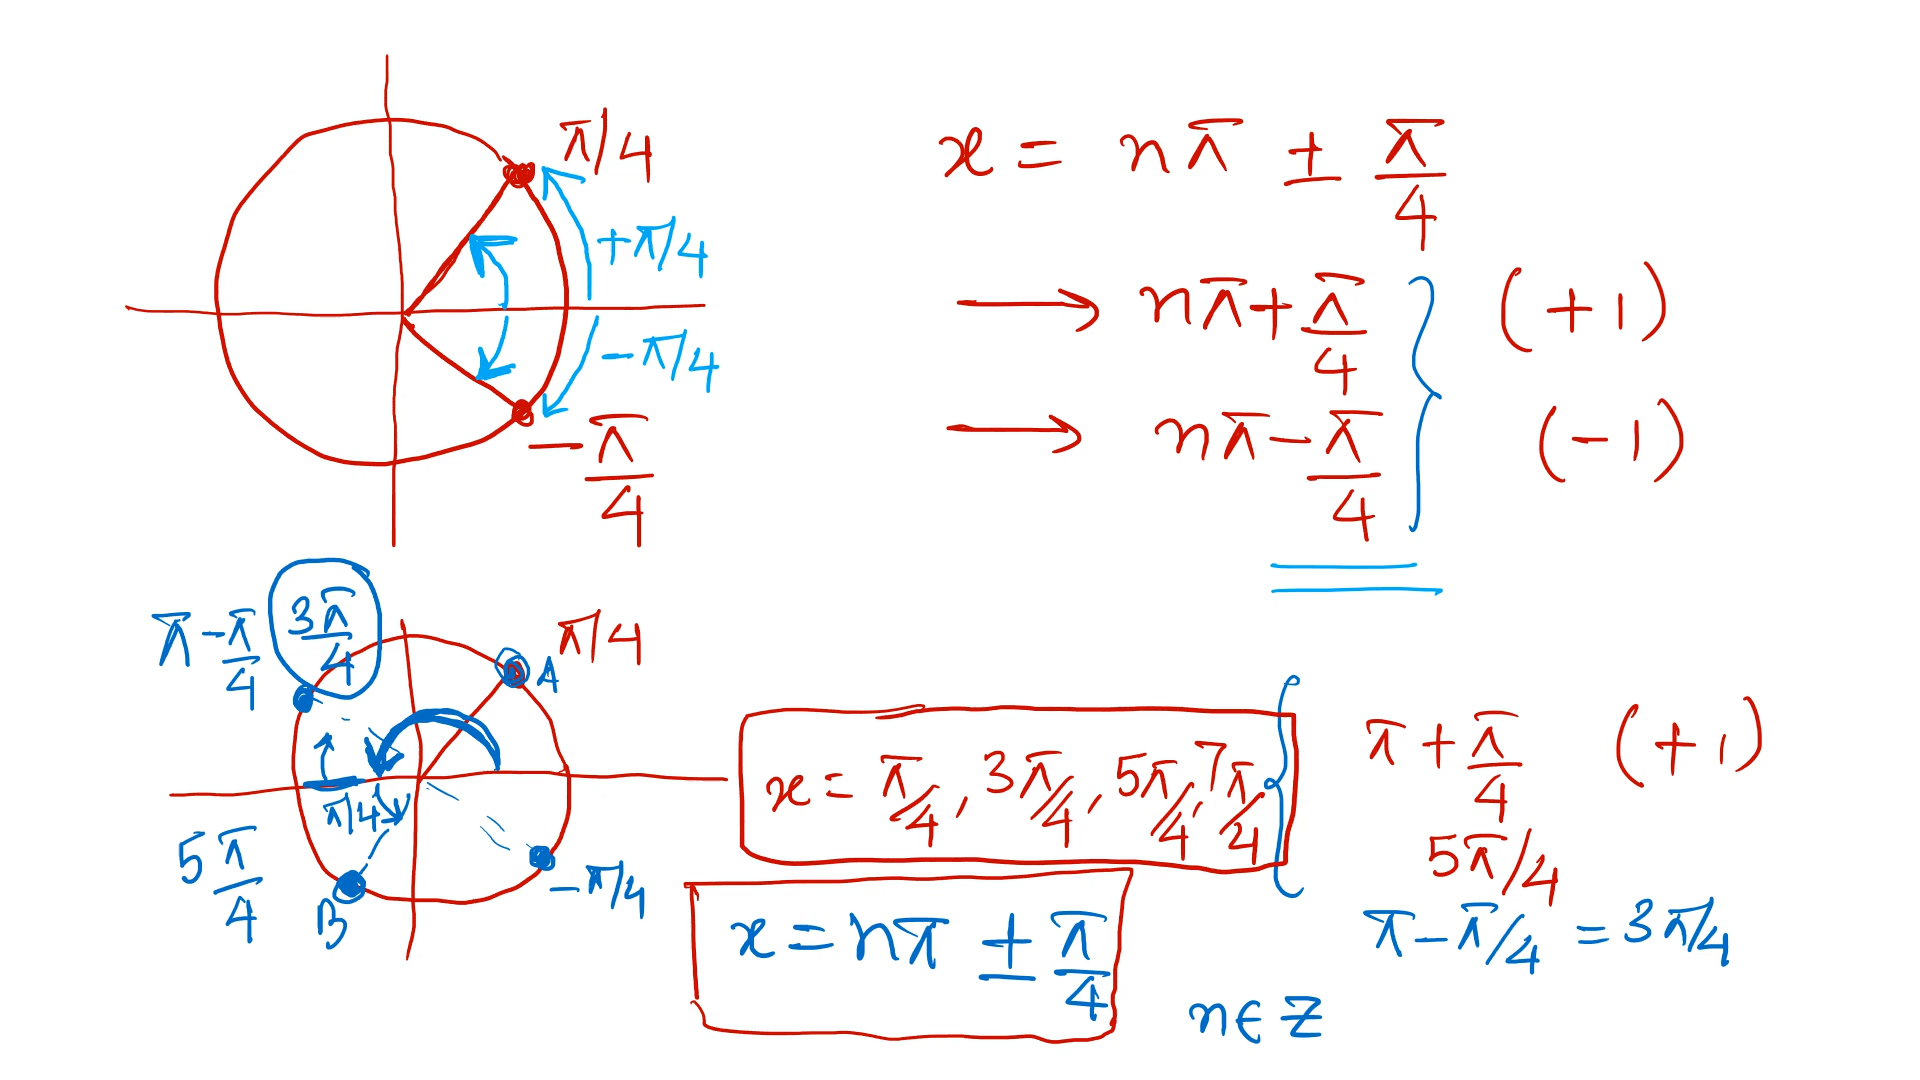 π/4
+π/4
-π/4
-π/4
x = nπ ± π/4
→ nπ + π/4 (+1)
→ nπ - π/4 (-1)
π - π/4 3π/4
π/4
A
π/4
5π/4
B
-π/4
x = π/4, 3π/4, 5π/4, 7π/4
x = nπ ± π/4
n∈Z
π + π/4 (+1)
5π/4
π - π/4 = 3π/4